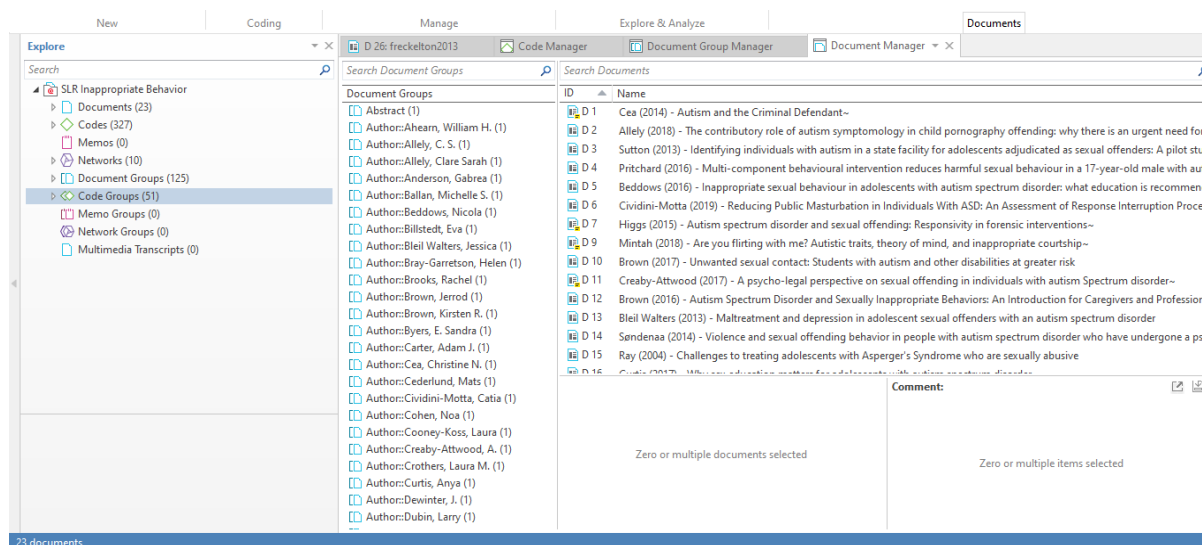 New Coding Manage Explore & Analyze Documents
Explore
Search
SLR Inappropriate Behavior
Documents (23)
Codes (327)
Memos (0)
Networks (10)
Document Groups (125)
Code Groups (51)
Memo Groups (0)
Network Groups (0)
Multimedia Transcripts (0)
D 26: freckelton2013 Code Manager Document Group Manager Document Manager
Search Document Groups
Document Groups
Abstract (1)
Author::Ahearn, William H. (1)
Author::Allely, C. S. (1)
Author::Allely, Clare Sarah (1)
Author::Anderson, Gabrea (1)
Author::Ballan, Michelle S. (1)
Author::Beddows, Nicola (1)
Author::Billstedt, Eva (1)
Author::Bleil Walters, Jessica (1)
Author::Bray-Garretson, Helen (1)
Author::Brooks, Rachel (1)
Author::Brown, Jerrod (1)
Author::Brown, Kirsten R. (1)
Author::Byers, E. Sandra (1)
Author::Carter, Adam J. (1)
Author::Cea, Christine N. (1)
Author::Cederlund, Mats (1)
Author::Cividini-Motta, Catia (1)
Author::Cohen, Noa (1)
Author::Cooney-Koss, Laura (1)
Author::Creaby-Attwood, A. (1)
Author::Crothers, Laura M. (1)
Author::Curtis, Anya (1)
Author::Dewinter, J. (1)
Author::Dubin, Larry (1)
Search Documents
ID Name
D 1 Cea (2014) - Autism and the Criminal Defendant~
D 2 Allely (2018) - The contributory role of autism symptomology in child pornography offending: why there is an urgent need fo
D 3 Sutton (2013) - Identifying individuals with autism in a state facility for adolescents adjudicated as sexual offenders: A pilot stu
D 4 Pritchard (2016) - Multi-component behavioural intervention reduces harmful sexual behaviour in a 17-year-old male with au
D 5 Beddows (2016) - Inappropriate sexual behaviour in adolescents with autism spectrum disorder: what education is recommen
D 6 Cividini-Motta (2019) - Reducing Public Masturbation in Individuals With ASD: An Assessment of Response Interruption Proce
D 7 Higgs (2015) - Autism spectrum disorder and sexual offending: Responsivity in forensic interventions~
D 9 Mintah (2018) - Are you flirting with me? Autistic traits, theory of mind, and inappropriate courtship~
D 10 Brown (2017) - Unwanted sexual contact: Students with autism and other disabilities at greater risk
D 11 Creaby-Attwood (2017) - A psycho-legal perspective on sexual offending in individuals with autism Spectrum disorder~
D 12 Brown (2016) - Autism Spectrum Disorder and Sexually Inappropriate Behaviors: An Introduction for Caregivers and Profession
D 13 Bleil Walters (2013) - Maltreatment and depression in adolescent sexual offenders with an autism spectrum disorder
D 14 Søndenaa (2014) - Violence and sexual offending behavior in people with autism spectrum disorder who have undergone a ps
D 15 Ray (2004) - Challenges to treating adolescents with Asperger's Syndrome who are sexually abusive
D 16 Curtis (2017) - Why sex education matters for adolescents with autism spectrum disorder
Comment:
Zero or multiple documents selected
Zero or multiple items selected
23 documents